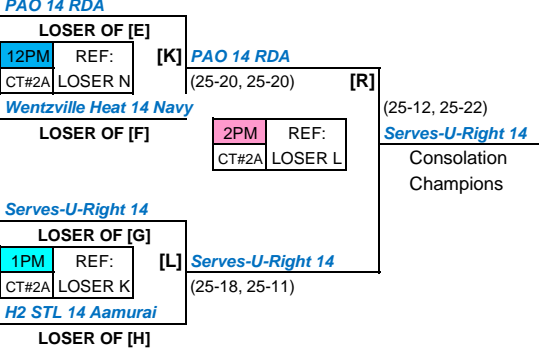 PAO 14 RDA
LOSER OF [E]
12PM REF: [K] PAO 14 RDA
CT#2A LOSER N (25-20, 25-20) [R]
Wentzville Heat 14 Navy (25-12, 25-22)
LOSER OF [F] 2PM REF: Serves-U-Right 14
CT#2A LOSER L Consolation
Champions
Serves-U-Right 14
LOSER OF [G]
1PM REF: [L] Serves-U-Right 14
CT#2A LOSER K (25-18, 25-11)
H2 STL 14 Aamurai
LOSER OF [H]